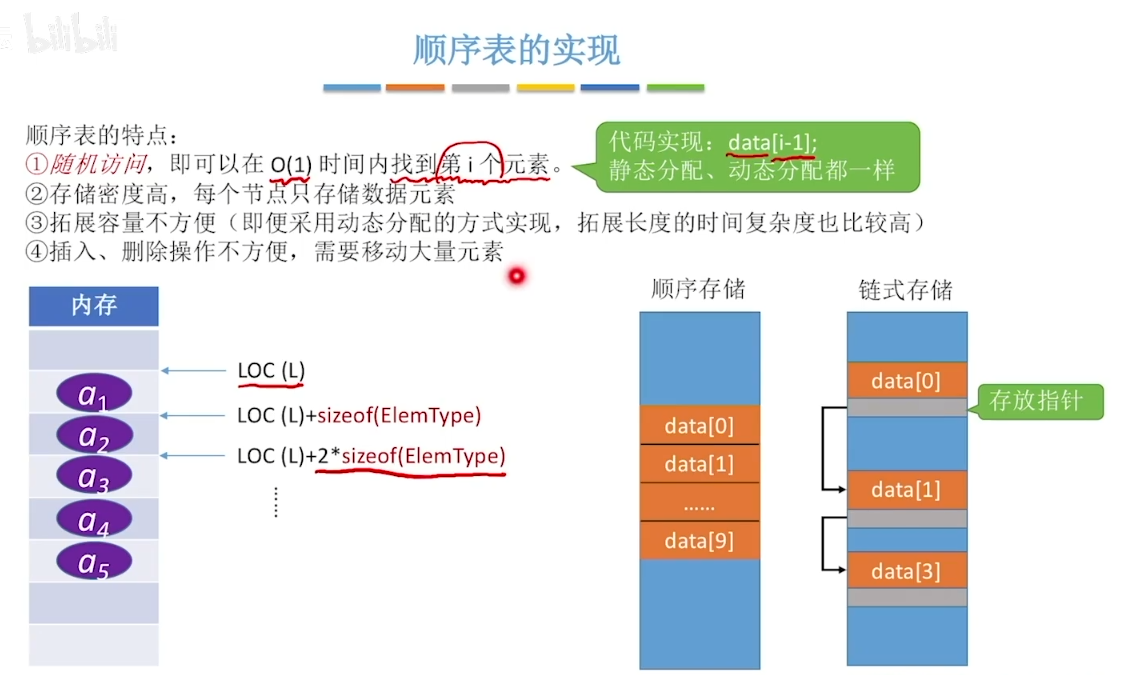 bilibili
顺序表的实现
顺序表的特点：
①随机访问，即可以在 O(1) 时间内找到第 i 个元素。
②存储密度高，每个节点只存储数据元素
③拓展容量不方便（即便采用动态分配的方式实现，拓展长度的时间复杂度也比较高）
④插入、删除操作不方便，需要移动大量元素
代码实现：data[i-1];
静态分配、动态分配都一样
内存
a1
a2
a3
a4
a5
LOC (L)
LOC (L)+sizeof(ElemType)
LOC (L)+2*sizeof(ElemType)
顺序存储
data[0]
data[1]
......
data[9]
链式存储
data[0]
data[1]
data[3]
存放指针